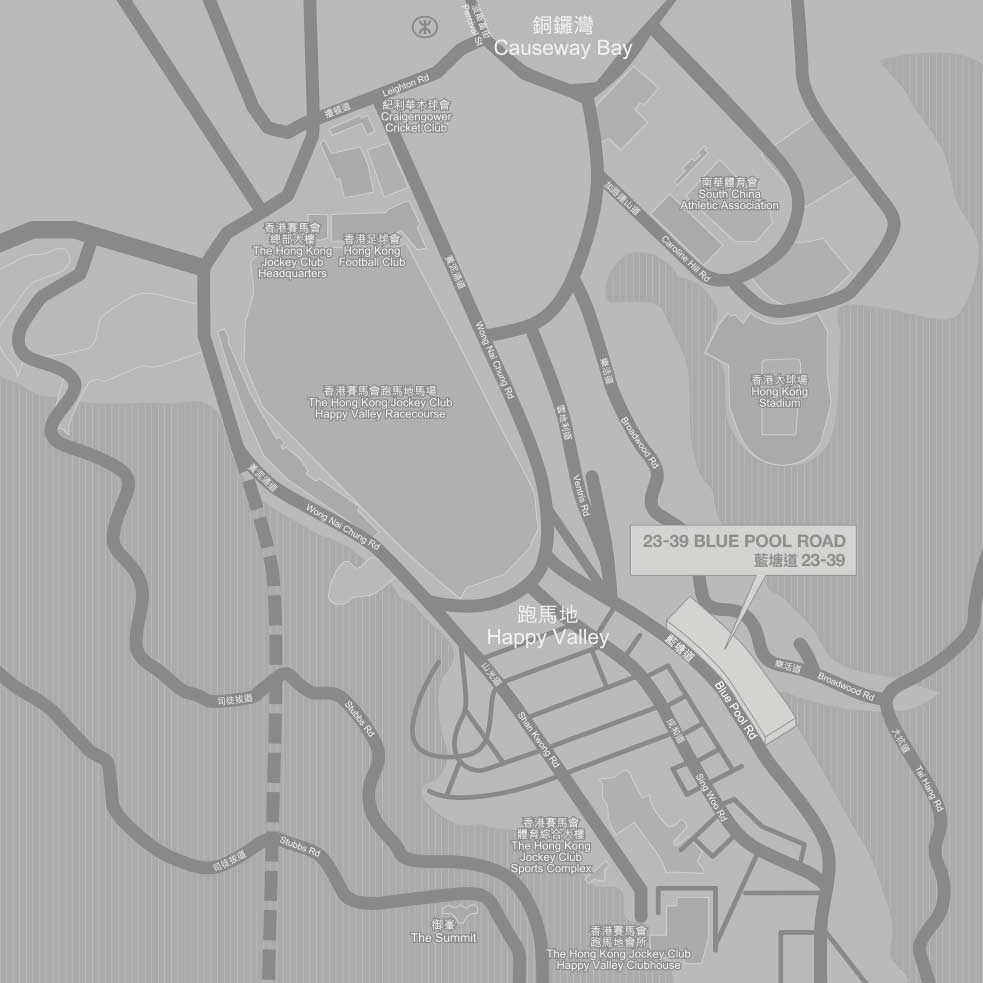 波斯富街
Percival St
銅鑼灣
Causeway Bay
禮頓道
Leighton Rd
紀利華木球會
Craigengower
Cricket Club
南華體育會
South China
Athletic Association
加路連山道
Caroline Hill Rd
香港賽馬會
總部大樓
The Hong Kong
Jockey Club
Headquarters
香港足球會
Hong Kong
Football Club
黃泥涌道
Wong Nai Chung Rd
香港賽馬會跑馬地馬場
The Hong Kong Jockey Club
Happy Valley Racecourse
樂活道
Broadwood Rd
雲地利道
Ventris Rd
香港大球場
Hong Kong
Stadium
黃泥涌道
Wong Nai Chung Rd
23-39 BLUE POOL ROAD
藍塘道 23-39
跑馬地
Happy Valley
藍塘道
Blue Pool Rd
樂活道
Broadwood Rd
山光道
Shan Kwong Rd
成和道
Sing Woo Rd
大坑道
Tai Hang Rd
司徒拔道
Stubbs Rd
司徒拔道
Stubbs Rd
香港賽馬會
體育綜合大樓
The Hong Kong
Jockey Club
Sports Complex
御峯
The Summit
香港賽馬會
跑馬地會所
The Hong Kong Jockey Club
Happy Valley Clubhouse